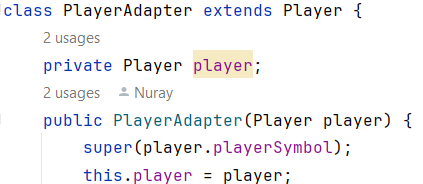 class PlayerAdapter extends Player {
2 usages
private Player player;
2 usages Nuray
public PlayerAdapter(Player player) {
super(player.playerSymbol);
this.player = player;